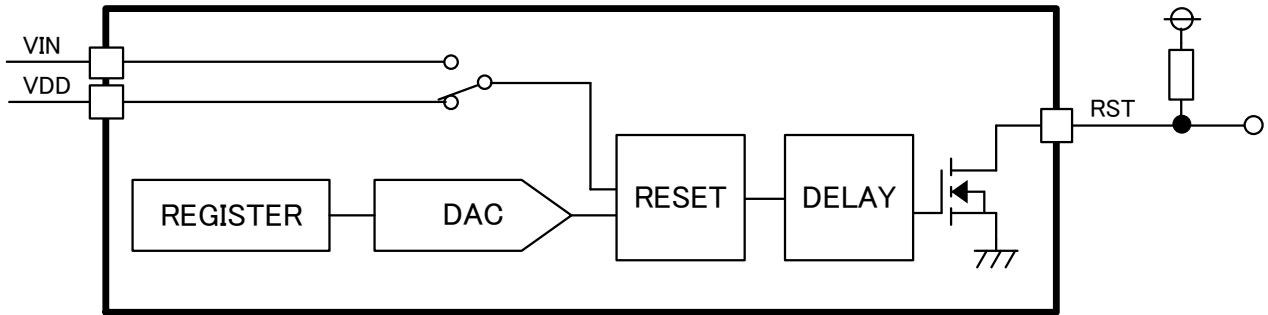 VIN
VDD
RST
RESET
DELAY
REGISTER
DAC